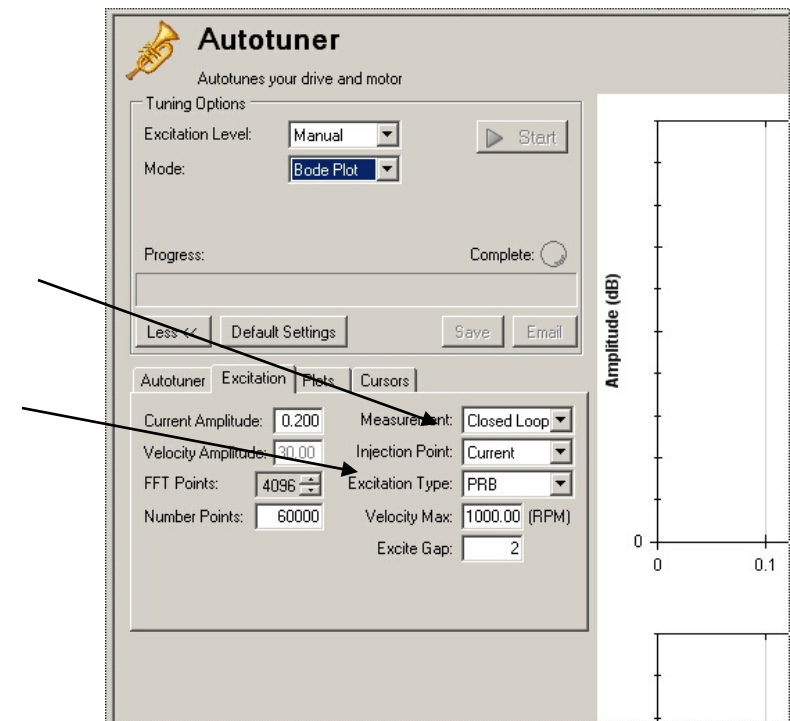 Autotuner
Autotunes your drive and motor
Tuning Options
Excitation Level: Manual
Start
Mode: Bode Plot
Progress:
Complete:
Less <<
Default Settings
Save
Email
Autotuner
Excitation
Plots
Cursors
Current Amplitude: 0.200
Measurement: Closed Loop
Velocity Amplitude: 30.00
Injection Point: Current
FFT Points: 4096
Excitation Type: PRB
Number Points: 60000
Velocity Max: 1000.00 (RPM)
Excite Gap: 2
Amplitude (dB)
0
0
0.1